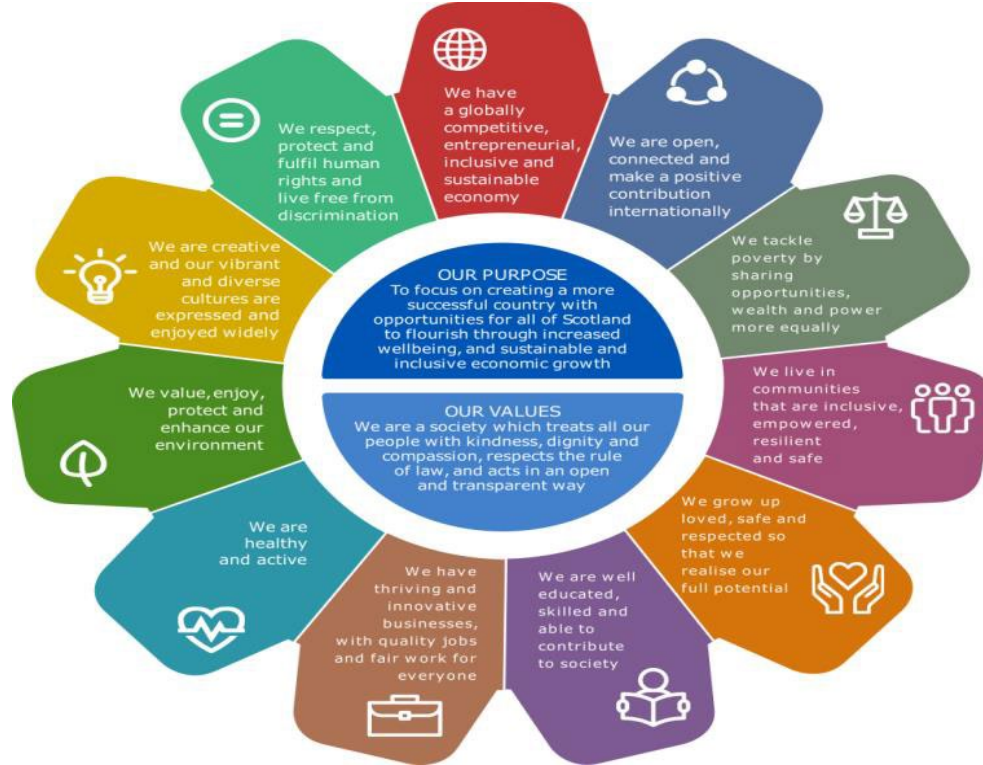 We have
a globally
competitive,
entrepreneurial,
inclusive and
sustainable
economy
We are open,
connected and
make a positive
contribution
internationally
We tackle
poverty by
sharing
opportunities,
wealth and power
more equally
We live in
communities
that are inclusive,
empowered,
resilient
and safe
We grow up
loved, safe and
respected so
that we
realise our
full potential
We are well
educated,
skilled and
able to
contribute
to society
We have
thriving and
innovative
businesses,
with quality jobs
and fair work for
everyone
We are
healthy
and active
We value, enjoy,
protect and
enhance our
environment
We are creative
and our vibrant
and diverse
cultures are
expressed and
enjoyed widely
We respect,
protect and
fulfil human
rights and
live free from
discrimination
OUR PURPOSE
To focus on creating a more
successful country with
opportunities for all of Scotland
to flourish through increased
wellbeing, and sustainable and
inclusive economic growth
OUR VALUES
We are a society which treats all our
people with kindness, dignity and
compassion, respects the rule
of law, and acts in an open
and transparent way